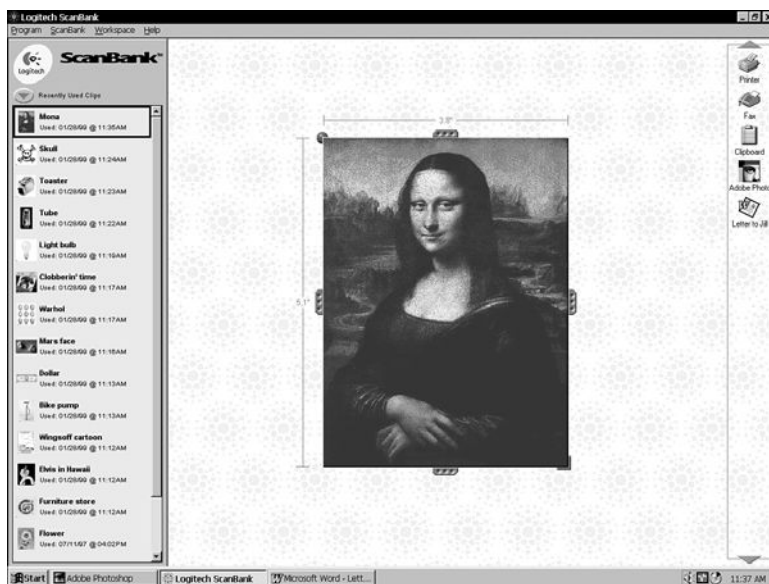 Logitech ScanBank
Program ScanBank Workspace Help
Logitech
ScanBank™
Recently Used Clips
Mona
Used: 01/28/99 @ 11:35AM
Skull
Used: 01/28/99 @ 11:24AM
Toaster
Used: 01/28/99 @ 11:23AM
Tube
Used: 01/28/99 @ 11:22AM
Light bulb
Used: 01/28/99 @ 11:19AM
Clobberin' time
Used: 01/28/99 @ 11:17AM
Warhol
Used: 01/28/99 @ 11:17AM
Mars face
Used: 01/28/99 @ 11:16AM
Dollar
Used: 01/28/99 @ 11:13AM
Bike pump
Used: 01/28/99 @ 11:13AM
Wingsoff cartoon
Used: 01/28/99 @ 11:12AM
Elvis in Hawaii
Used: 01/28/99 @ 11:12AM
Furniture store
Used: 01/28/99 @ 11:12AM
Flower
Used: 07/11/97 @ 04:02PM
3.8"
5.1"
Printer
Fax
Clipboard
Adobe Photo
Letter to Jill
Start
Adobe Photoshop
Logitech ScanBank
Microsoft Word - Lett...
11:37 AM